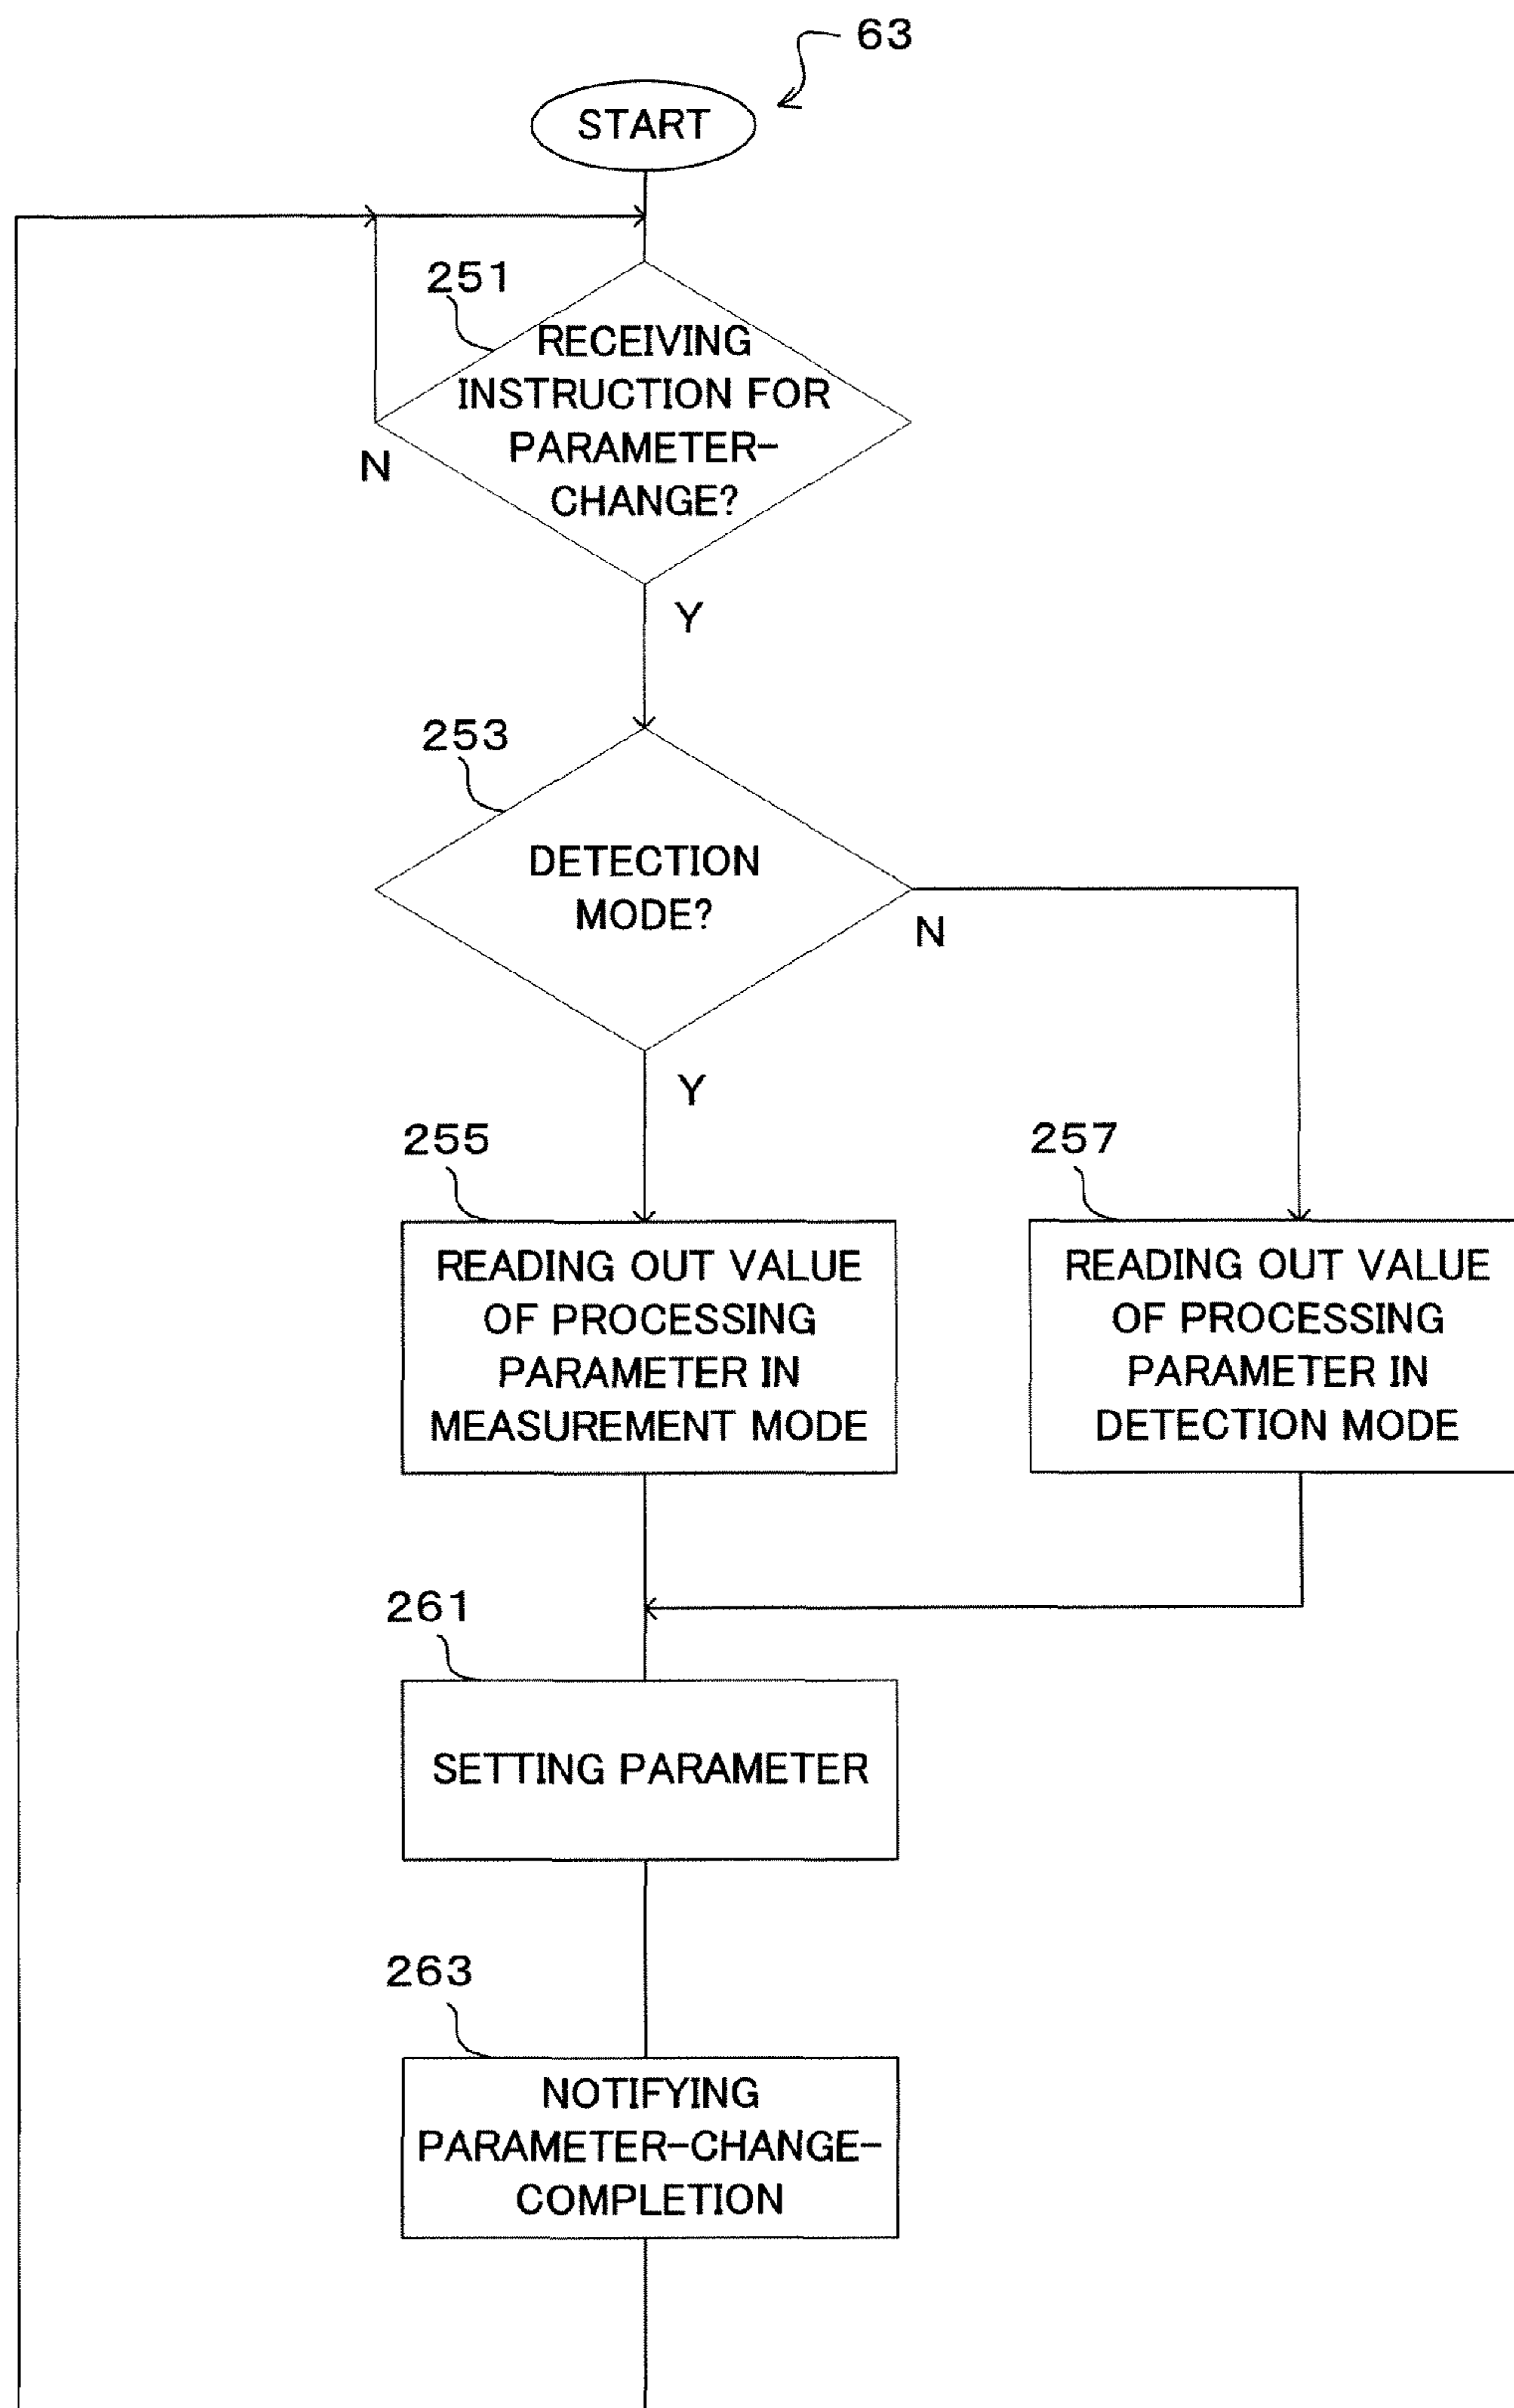 63
START
251
RECEIVING
INSTRUCTION FOR
PARAMETER-
CHANGE?
N
Y
253
DETECTION
MODE?
N
Y
255
READING OUT VALUE
OF PROCESSING
PARAMETER IN
MEASUREMENT MODE
257
READING OUT VALUE
OF PROCESSING
PARAMETER IN
DETECTION MODE
261
SETTING PARAMETER
263
NOTIFYING
PARAMETER-CHANGE-
COMPLETION